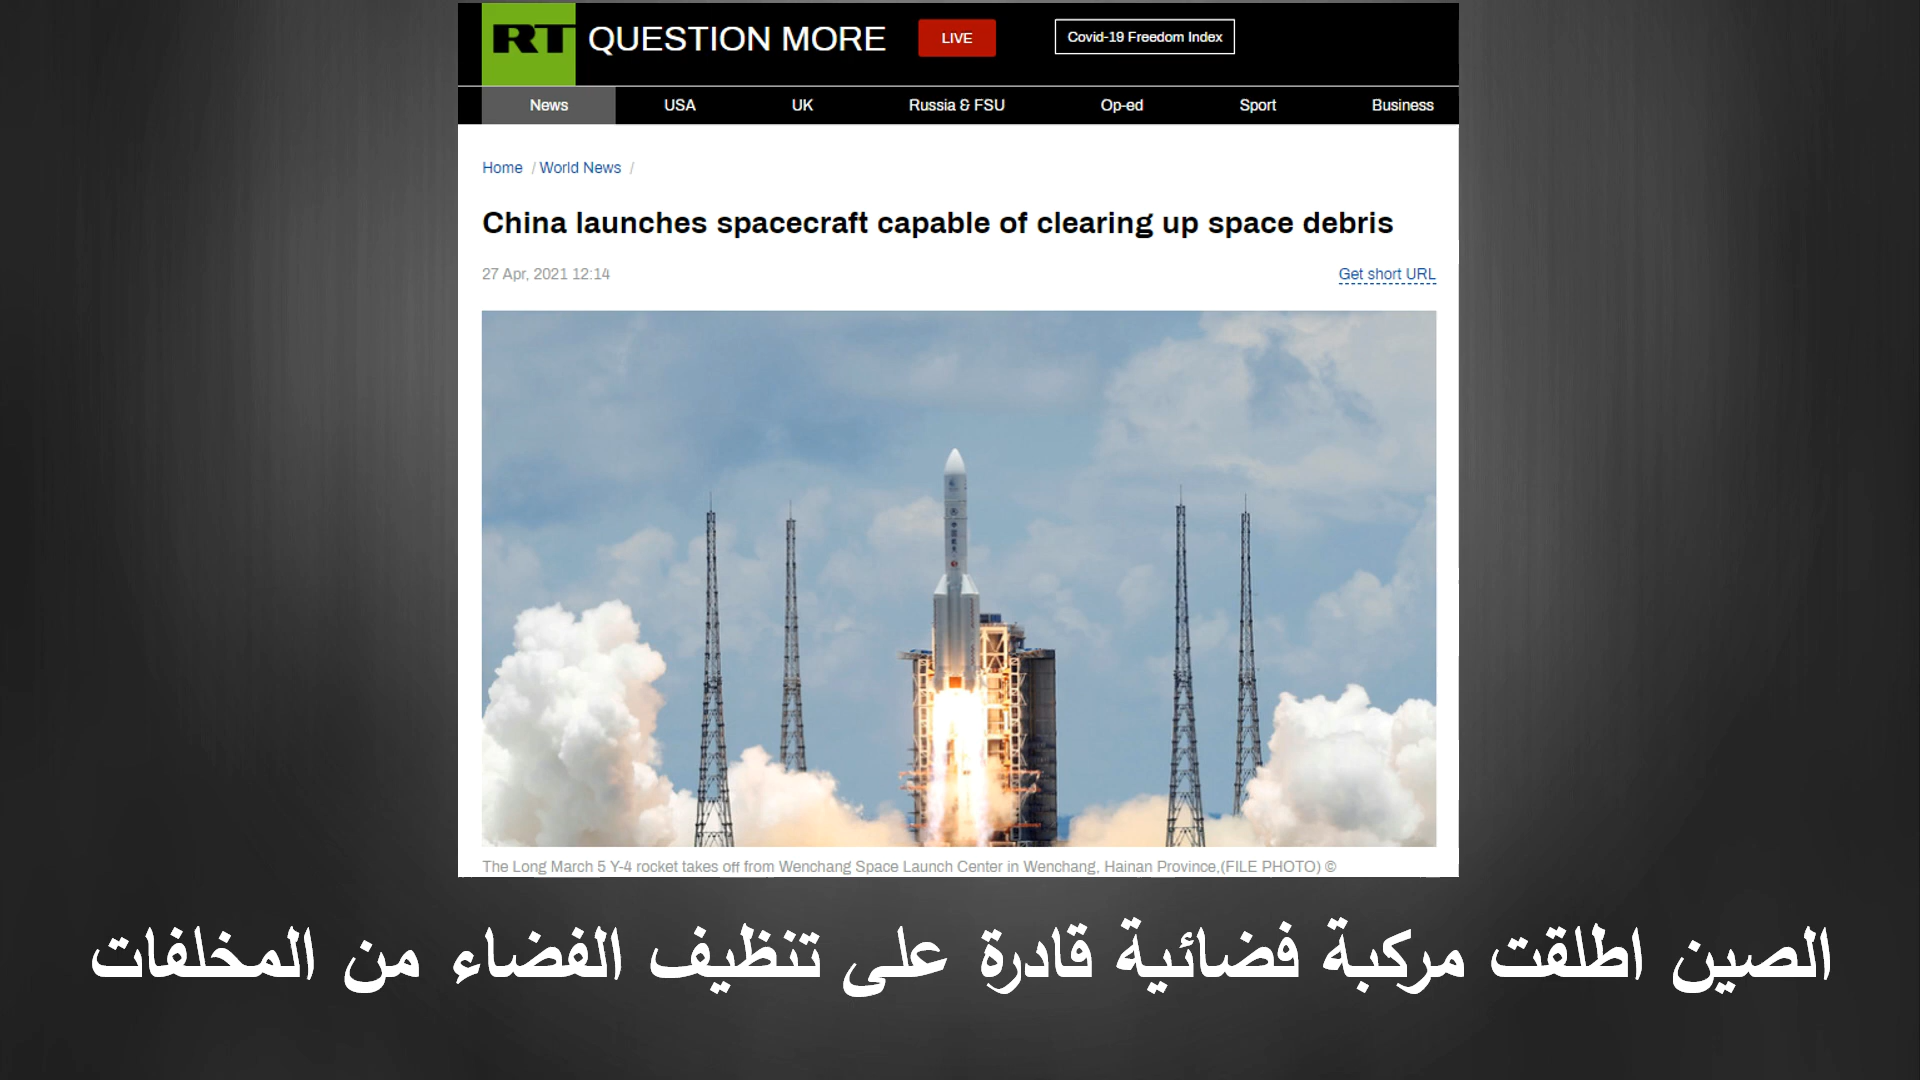 RT QUESTION MORE LIVE Covid-19 Freedom Index
News USA UK Russia & FSU Op-ed Sport Business
Home / World News /
China launches spacecraft capable of clearing up space debris
27 Apr, 2021 12:14 Get short URL
The Long March 5 Y-4 rocket takes off from Wenchang Space Launch Center in Wenchang, Hainan Province,(FILE PHOTO) ©
الصين اطلقت مركبة فضائية قادرة على تنظيف الفضاء من المخلفات